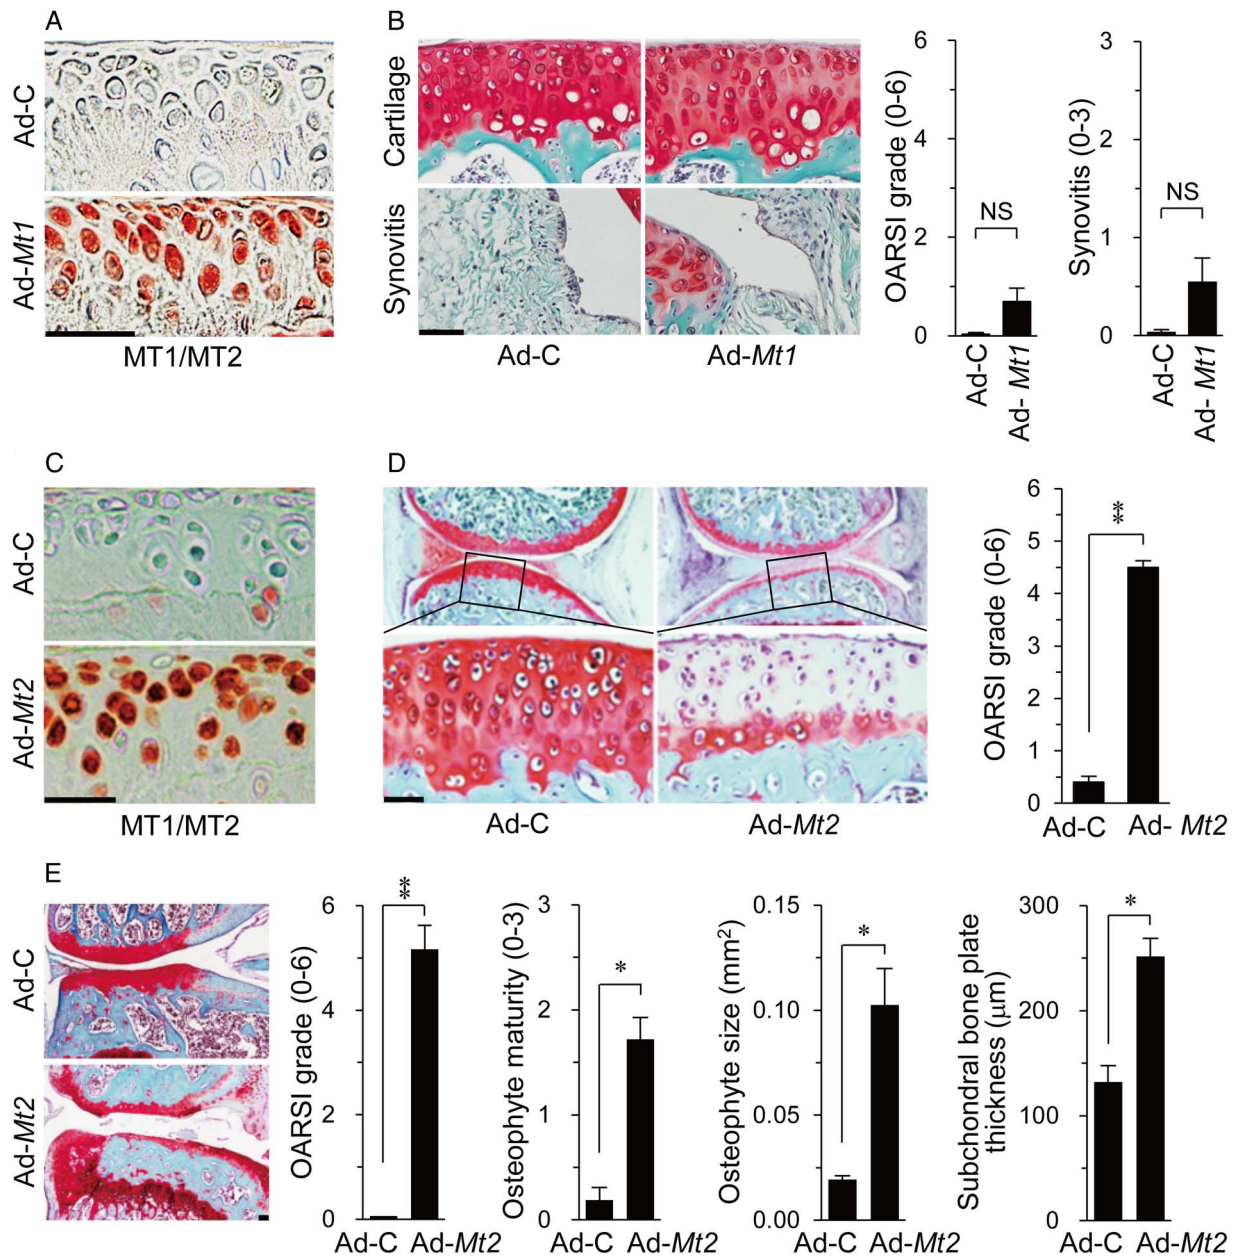 A
Ad-C
Ad-Mt1
MT1/MT2
B
Cartilage
Synovitis
Ad-C
Ad-Mt1
OARSI grade (0-6)
6
4
2
0
NS
Ad-C
Ad- Mt1
Synovitis (0-3)
3
2
1
0
NS
Ad-C
Ad- Mt1
C
Ad-C
Ad-Mt2
MT1/MT2
D
Ad-C
Ad-Mt2
OARSI grade (0-6)
6
5
4
3
2
1
0
**
Ad-C
Ad- Mt2
E
Ad-C
Ad-Mt2
OARSI grade (0-6)
6
4
2
0
**
Ad-C
Ad-Mt2
Osteophyte maturity (0-3)
3
2
1
0
*
Ad-C
Ad-Mt2
Osteophyte size (mm²)
0.15
0.10
0.05
0.00
*
Ad-C
Ad-Mt2
Subchondral bone plate
thickness (μm)
300
200
100
0
*
Ad-C
Ad-Mt2